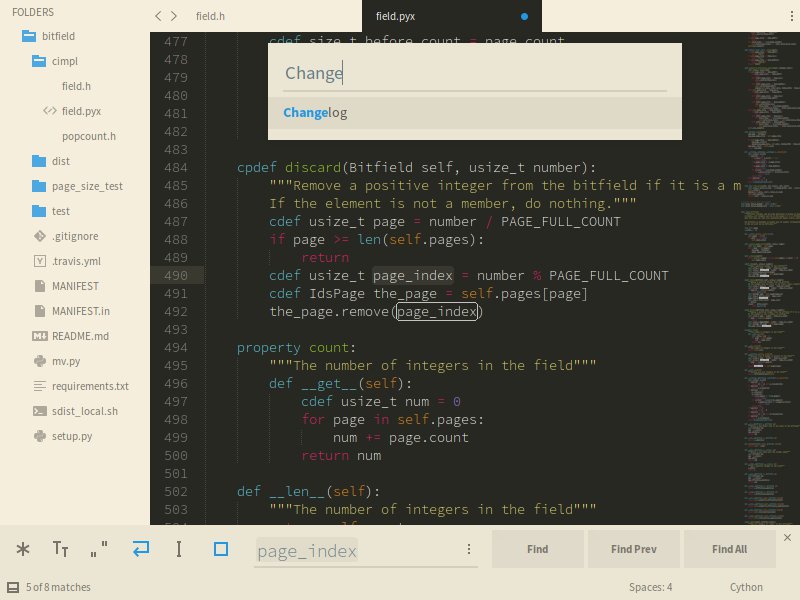 FOLDERS
bitfield
cimpl
field.h
field.pyx
popcount.h
dist
page_size_test
test
.gitignore
.travis.yml
MANIFEST
MANIFEST.in
README.md
mv.py
requirements.txt
sdist_local.sh
setup.py
field.h
field.pyx
Change
Changelog
477 cdef size_t before_count = page.count
478
479
480
481
482
483
484 cpdef discard(Bitfield self, usize_t number):
485 """Remove a positive integer from the bitfield if it is a m
486 If the element is not a member, do nothing."""
487 cdef usize_t page = number / PAGE_FULL_COUNT
488 if page >= len(self.pages):
489 return
490 cdef usize_t page_index = number % PAGE_FULL_COUNT
491 cdef IdsPage the_page = self.pages[page]
492 the_page.remove(page_index)
493
494 property count:
495 """The number of integers in the field"""
496 def __get__(self):
497 cdef usize_t num = 0
498 for page in self.pages:
499 num += page.count
500 return num
501
502 def __len__(self):
503 """The number of integers in the field"""
page_index
Find
Find Prev
Find All
5 of 8 matches
Spaces: 4
Cython